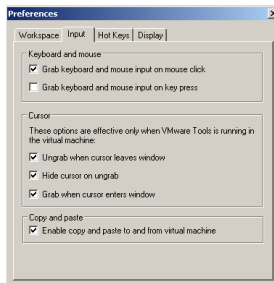 Preferences
Workspace Input Hot Keys Display
Keyboard and mouse
Grab keyboard and mouse input on mouse click
Grab keyboard and mouse input on key press
Cursor
These options are effective only when VMware Tools is running in
the virtual machine:
Ungrab when cursor leaves window
Hide cursor on ungrab
Grab when cursor enters window
Copy and paste
Enable copy and paste to and from virtual machine